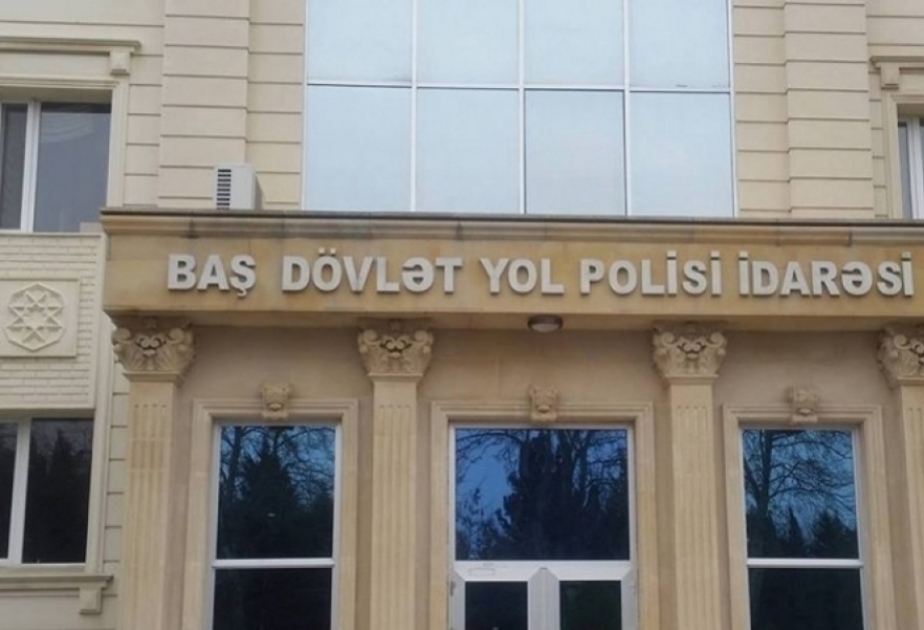 BAŞ DÖVLƏT YOL POLİSİ İDARƏSİ